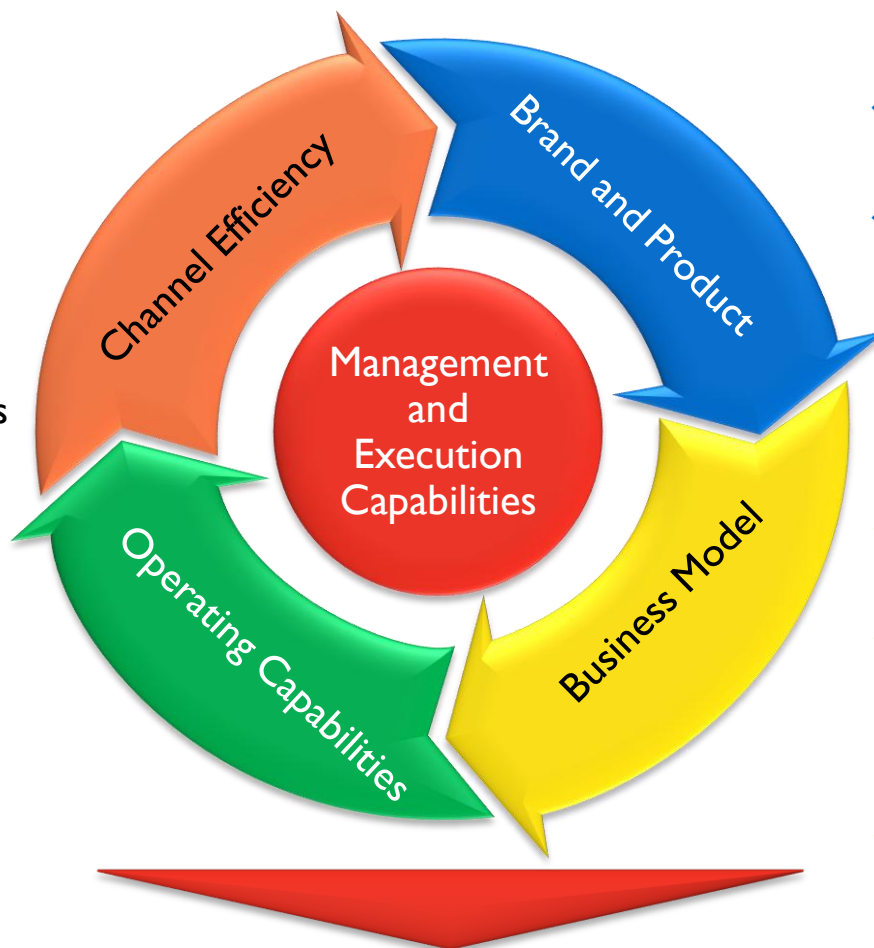 Channel Efficiency
Brand and Product
Management
and
Execution
Capabilities
s
Operating Capabilities
Business Model